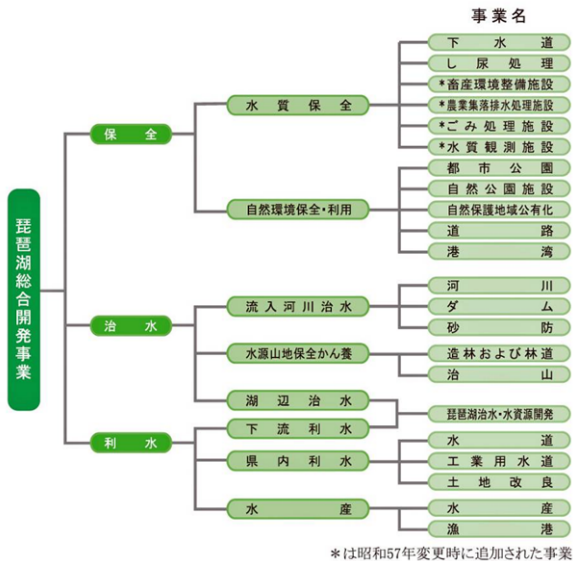 事業名
琵琶湖総合開発事業
保全
水質保全
下水道
し尿処理
*畜産環境整備施設
*農業集落排水処理施設
*ごみ処理施設
*水質観測施設
自然環境保全・利用
都市公園
自然公園施設
自然保護地域公有化
道路
港湾
治水
流入河川治水
河川
ダム
砂防
水源山地保全かん養
造林および林道
治山
湖辺治水
琵琶湖治水・水資源開発
利水
下流利水
県内利水
水道
工業用水道
土地改良
水産
水産
漁港
*は昭和57年変更時に追加された事業